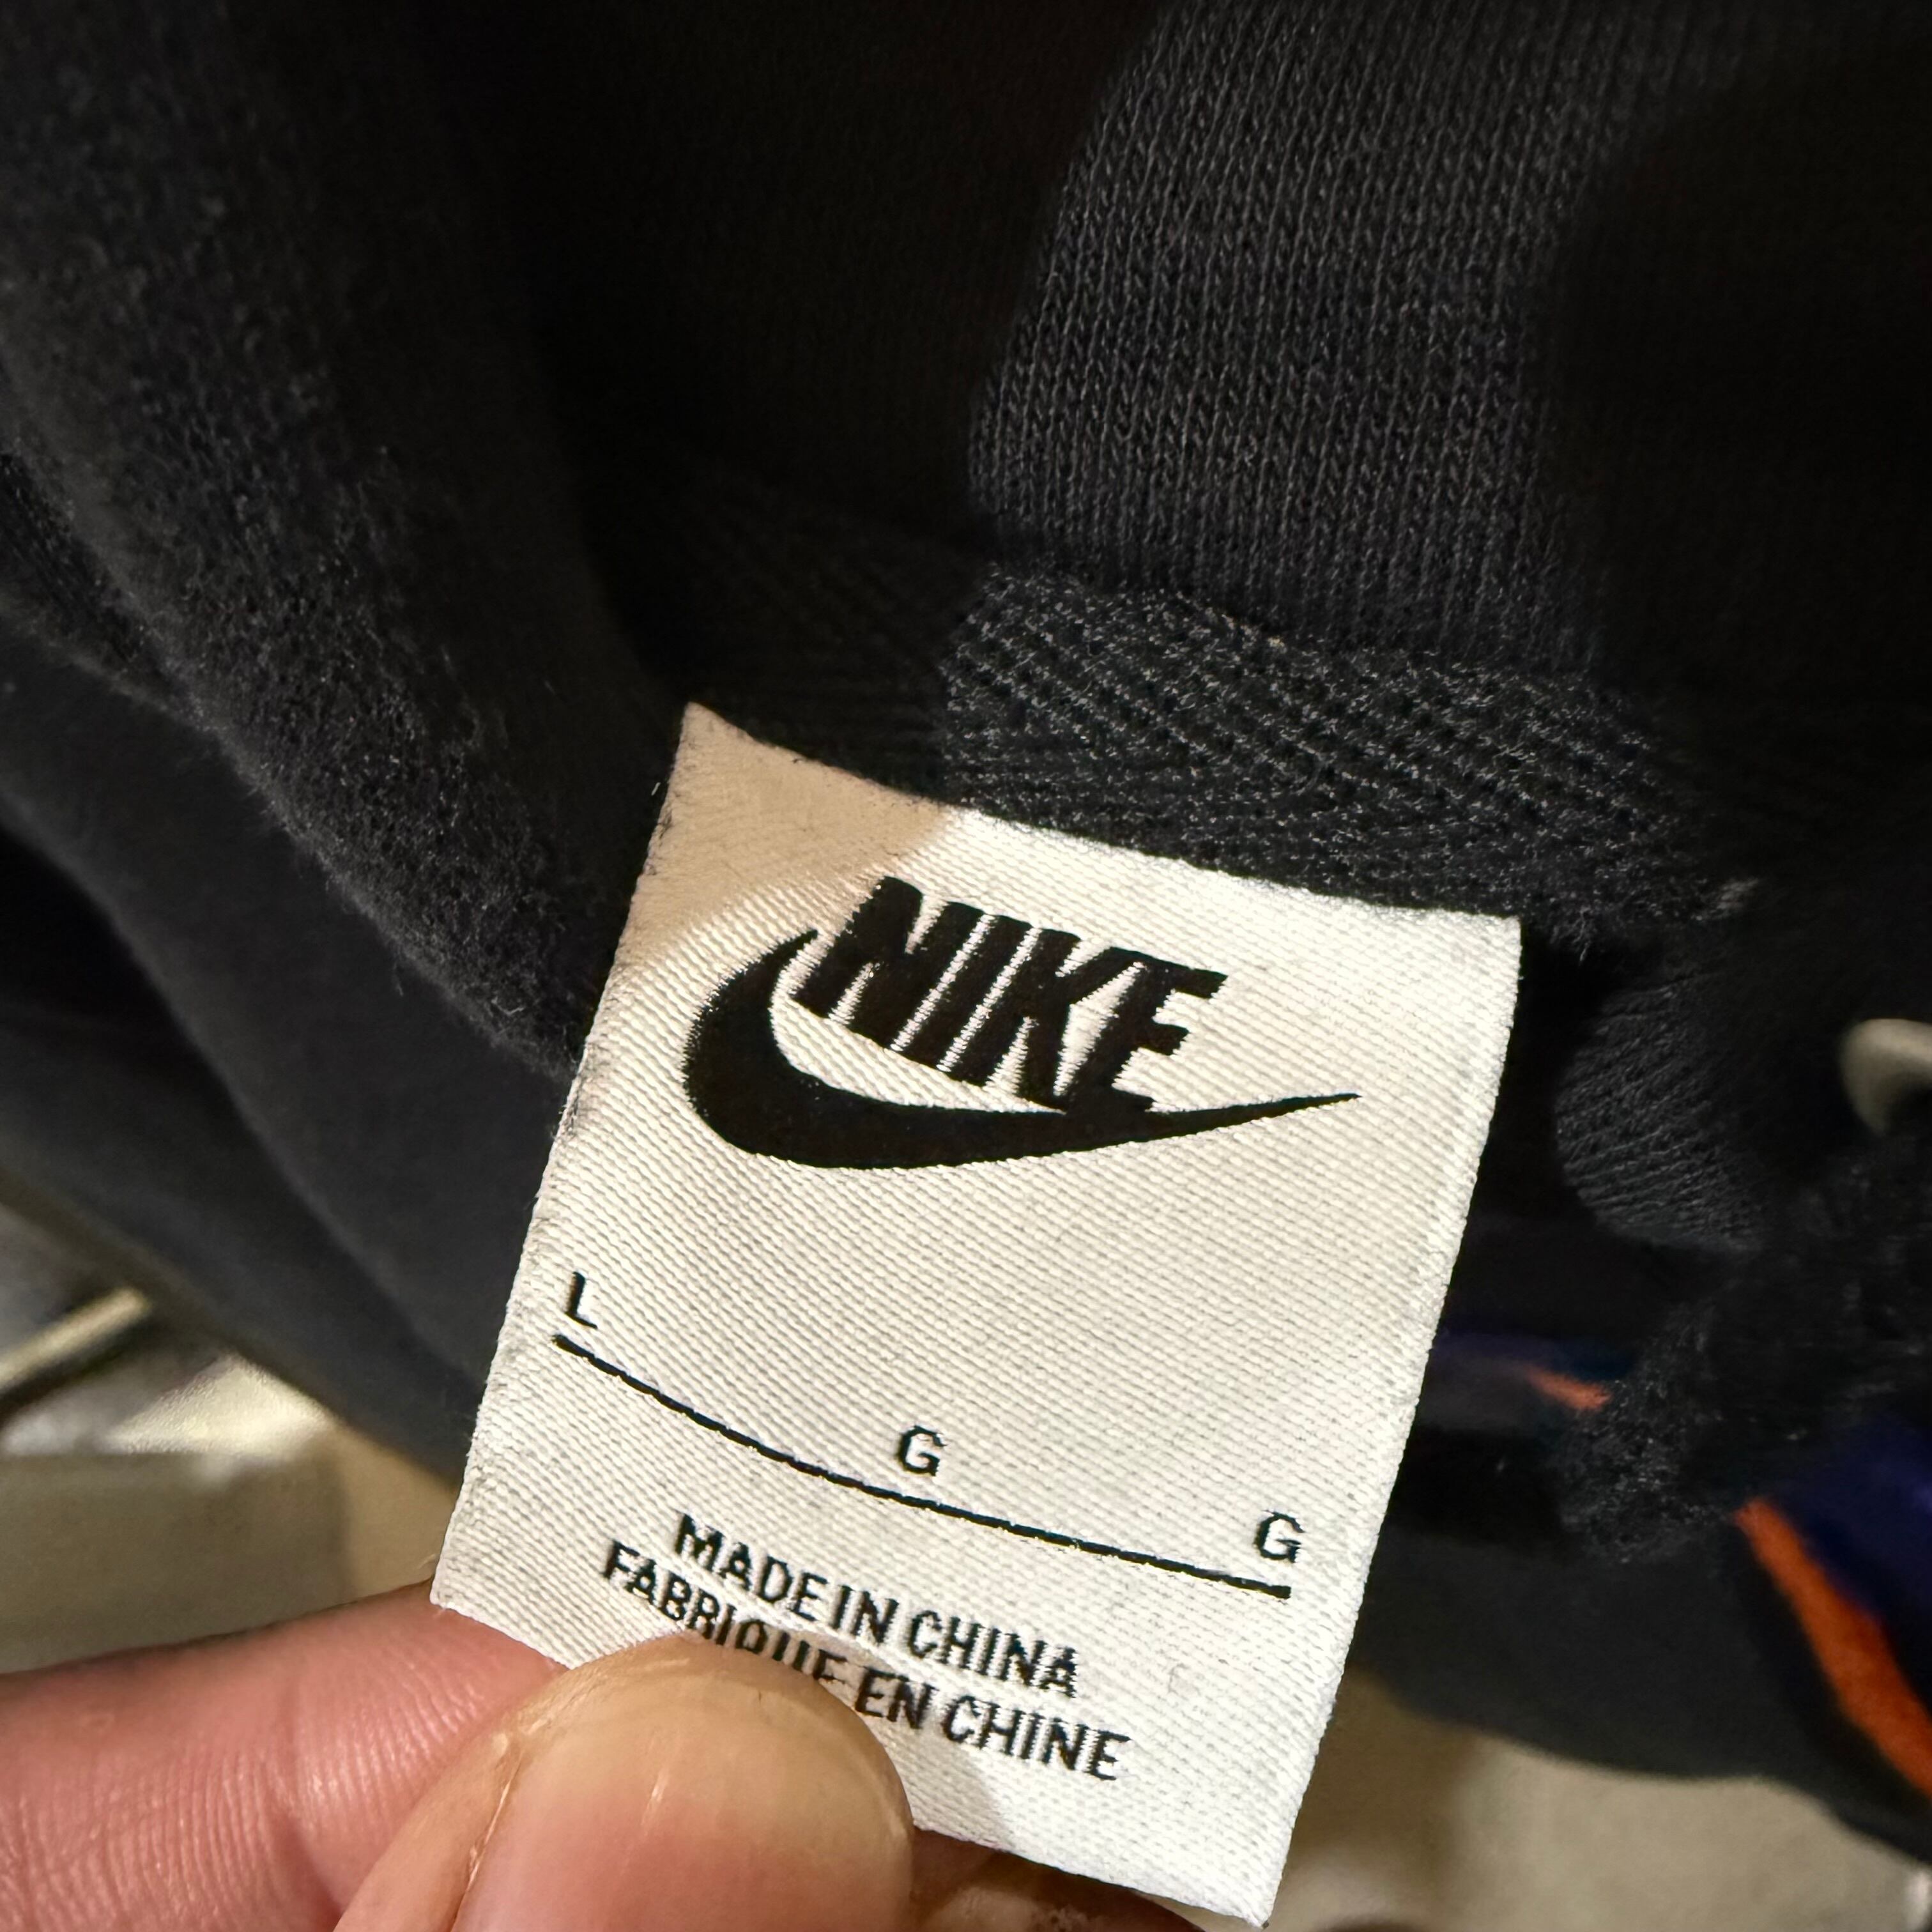 NIKE
L G G
MADE IN CHINA
FABRIQUE EN CHINE